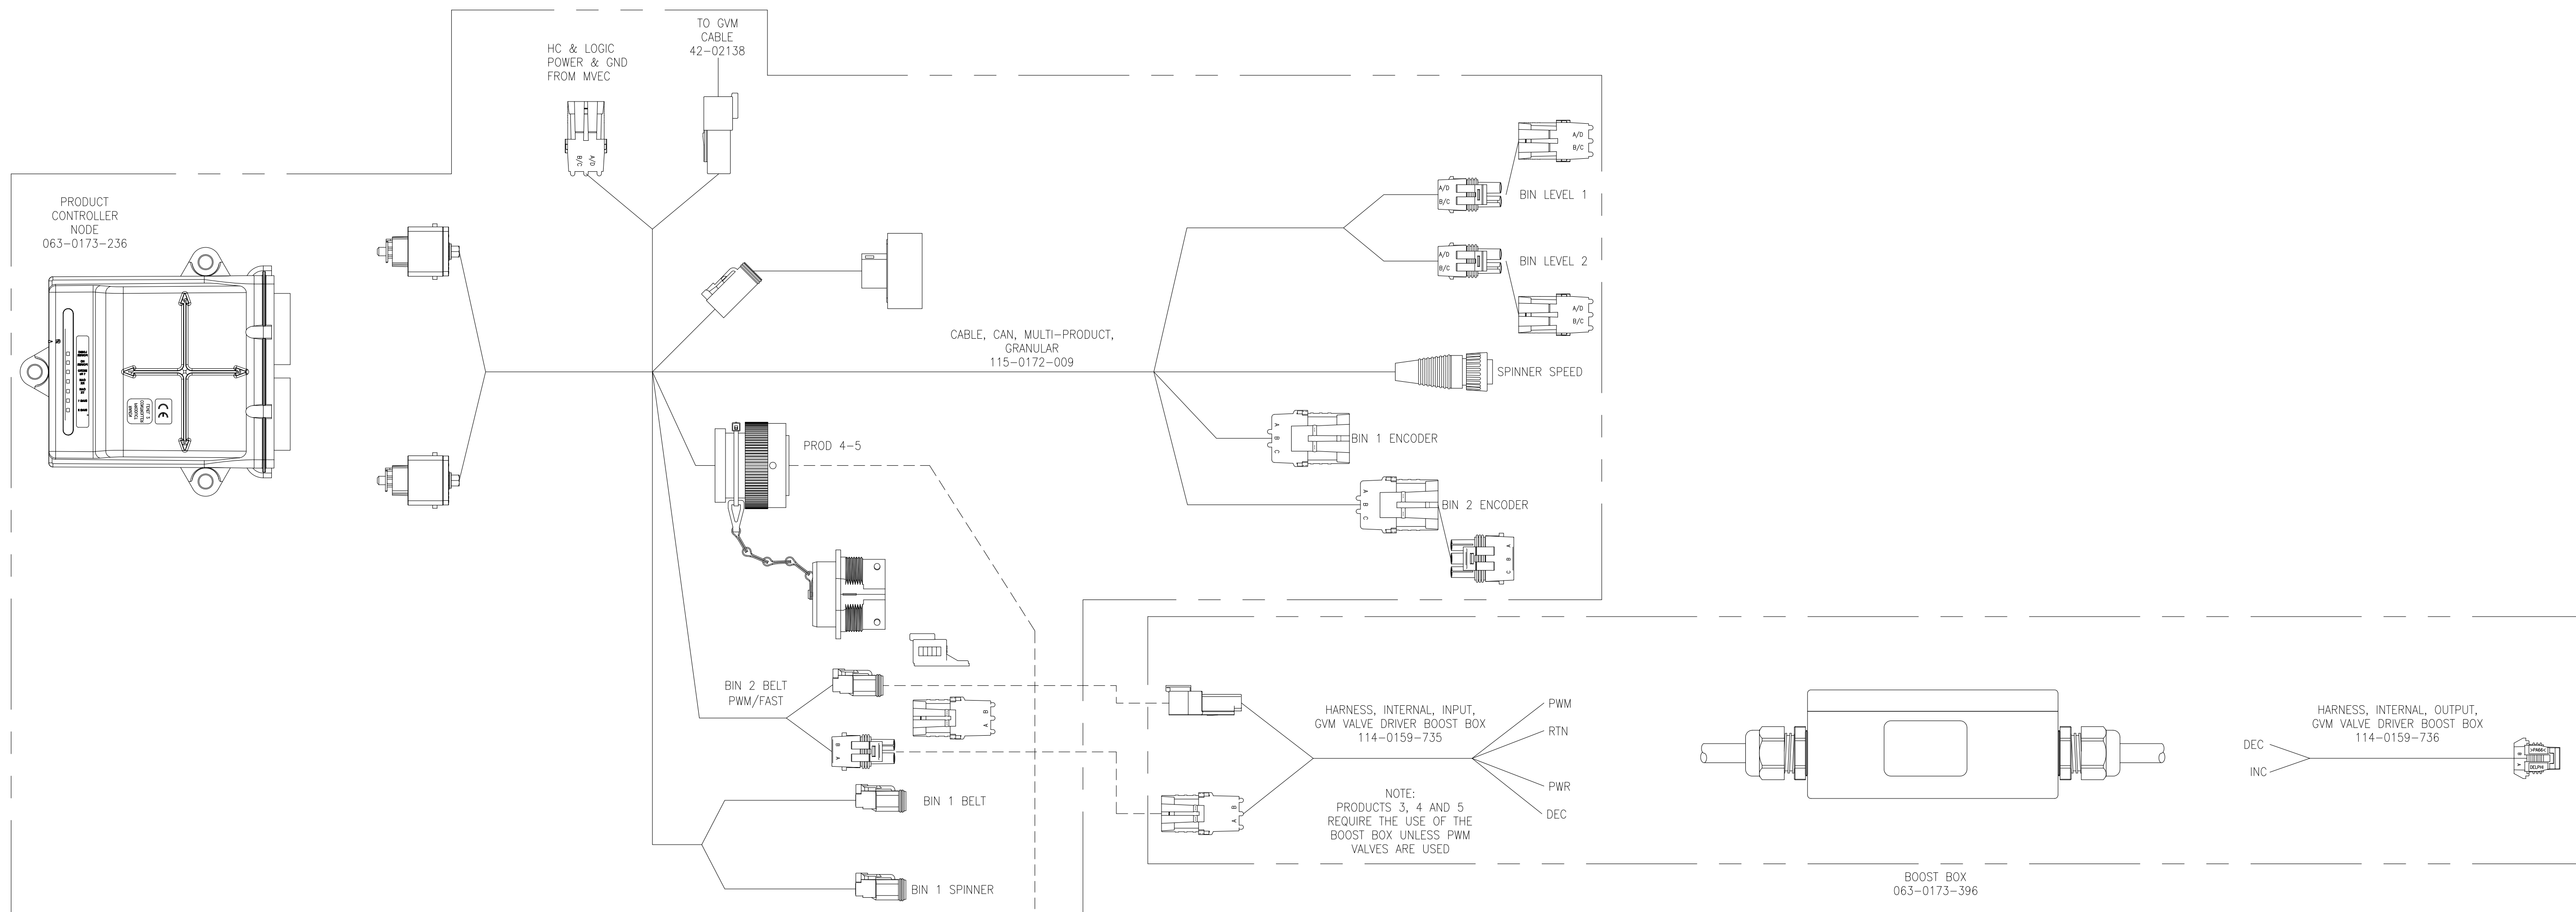 TO GVM
CABLE
42-02138
HC & LOGIC
POWER & GND
FROM MVEC
B/C
A/D
PRODUCT
CONTROLLER
NODE
063-0173-236
A/D
B/C
A/D
B/C
BIN LEVEL 1
A/D
B/C
BIN LEVEL 2
A/D
B/C
CABLE, CAN, MULTI-PRODUCT,
GRANULAR
115-0172-009
SPINNER SPEED
A
B
C
BIN 1 ENCODER
A
B
C
BIN 2 ENCODER
A
B
C
PROD 4-5
BIN 2 BELT
PWM/FAST
B
A
B
A
BIN 1 BELT
BIN 1 SPINNER
HARNESS, INTERNAL, INPUT,
GVM VALVE DRIVER BOOST BOX
114-0159-735
PWM
RTN
PWR
DEC
B
A
NOTE:
PRODUCTS 3, 4 AND 5
REQUIRE THE USE OF THE
BOOST BOX UNLESS PWM
VALVES ARE USED
HARNESS, INTERNAL, OUTPUT,
GVM VALVE DRIVER BOOST BOX
114-0159-736
DEC
INC
B
A
DELPHI
BOOST BOX
063-0173-396
CE